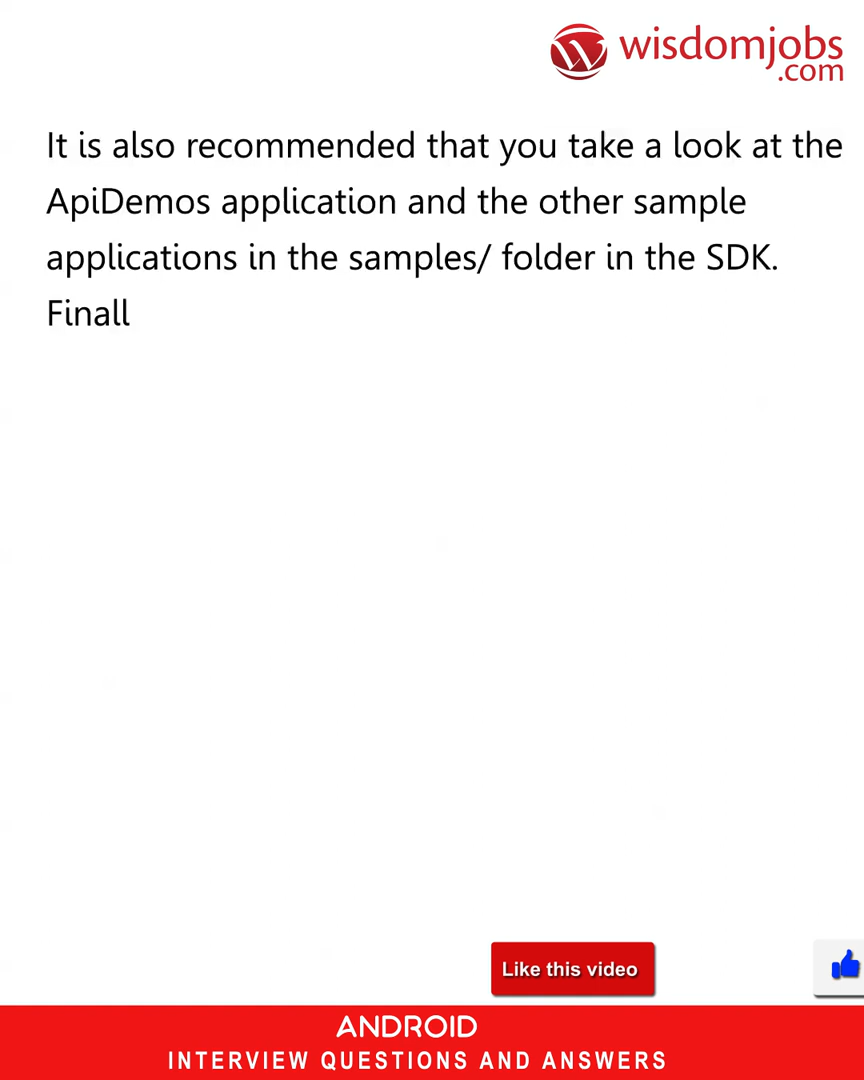 wisdomjobs
.com
It is also recommended that you take a look at the
ApiDemos application and the other sample
applications in the samples/ folder in the SDK.
Finall
Like this video
ANDROID
INTERVIEW QUESTIONS AND ANSWERS